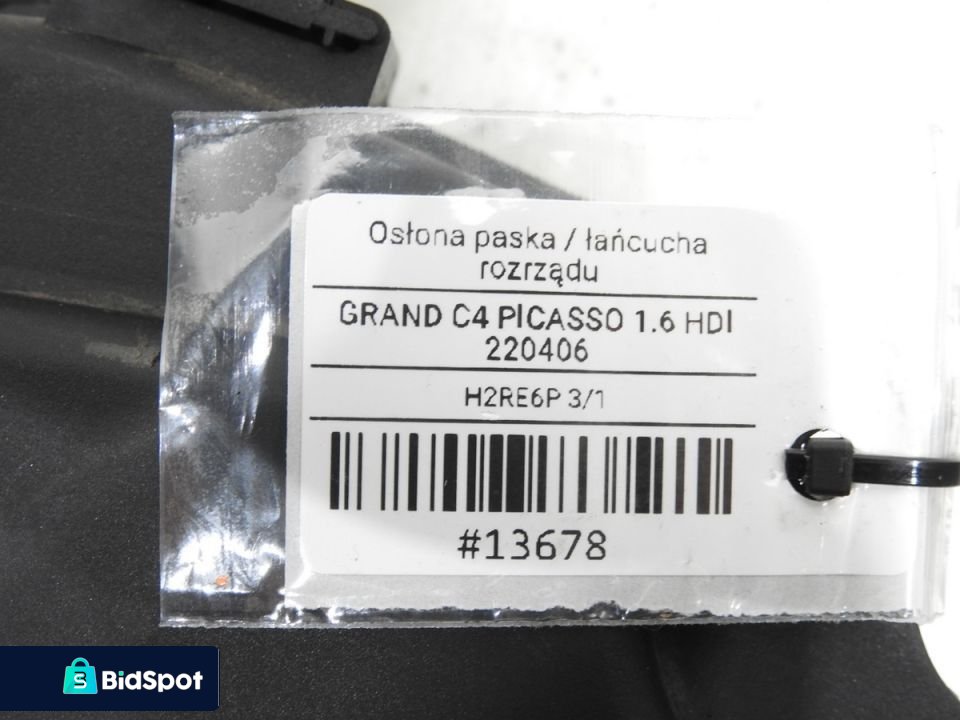 Osłona paska / łańcucha
rozrządu
GRAND C4 PICASSO 1.6 HDI
220406
H2RE6P 3/1
#13678
S
BidSpot